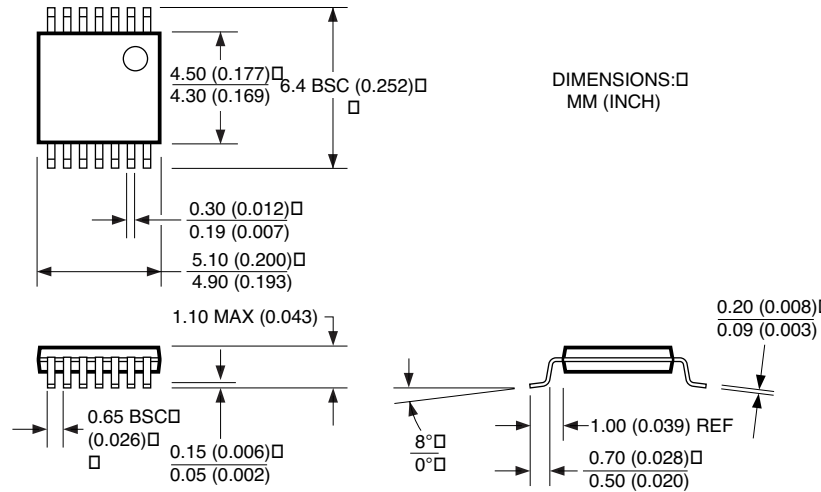 4.50 (0.177)□
4.30 (0.169)
6.4 BSC (0.252)□
□
DIMENSIONS:□
MM (INCH)
0.30 (0.012)□
0.19 (0.007)
5.10 (0.200)□
4.90 (0.193)
1.10 MAX (0.043)
0.20 (0.008)□
0.09 (0.003)
0.65 BSC□
(0.026)□
□
0.15 (0.006)□
0.05 (0.002)
8°□
0°□
1.00 (0.039) REF
0.70 (0.028)□
0.50 (0.020)